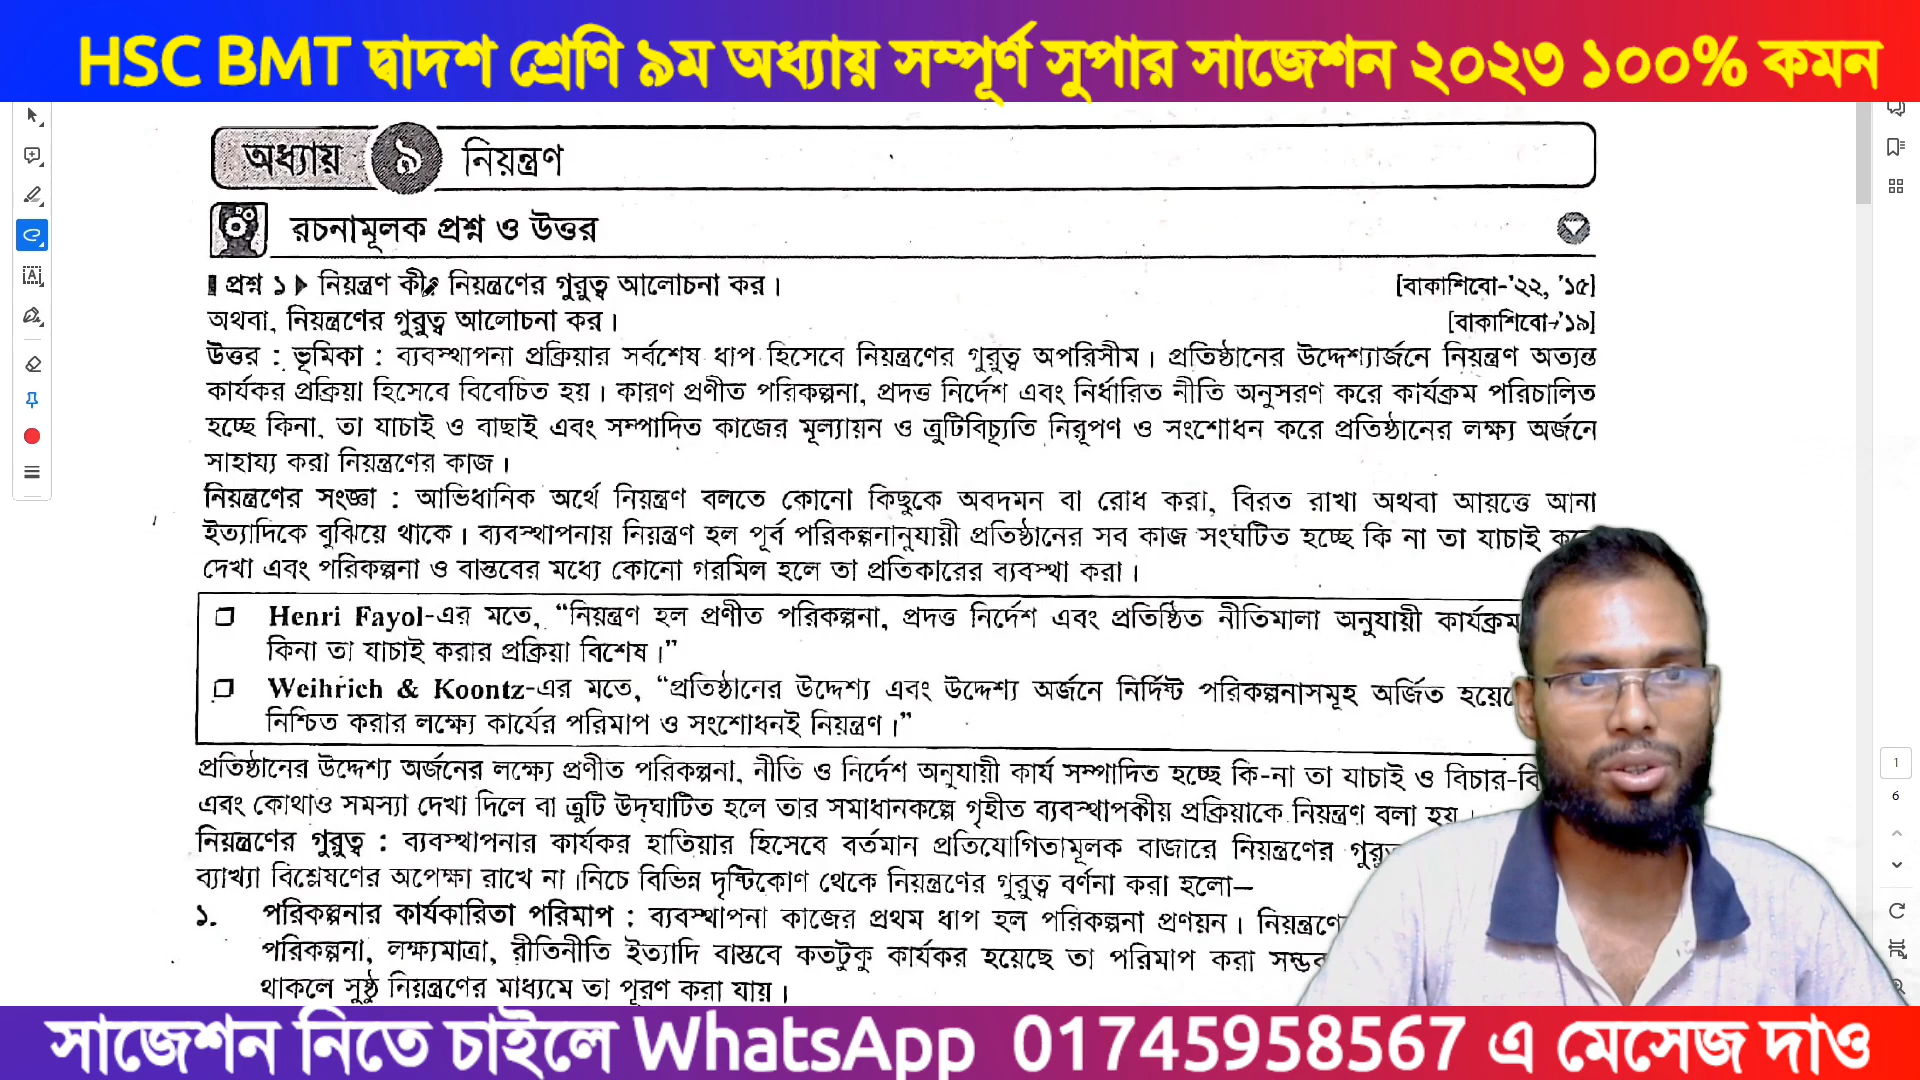 HSC BMT দ্বাদশ শ্রেণি ৯ম অধ্যায় সম্পূর্ণ সুপার সাজেশন ২০২৩ ১০০% কমন
অধ্যায় ৯ নিয়ন্ত্রণ
রচনামূলক প্রশ্ন ও উত্তর
প্রশ্ন ১ নিয়ন্ত্রণ কী? নিয়ন্ত্রণের গুরুত্ব আলোচনা কর। [বাকাশিবো-'২২, '১৫]
অথবা, নিয়ন্ত্রণের গুরুত্ব আলোচনা কর। [বাকাশিবো-'১৯]
উত্তর : ভূমিকা : ব্যবস্থাপনা প্রক্রিয়ার সর্বশেষ ধাপ হিসেবে নিয়ন্ত্রণের গুরুত্ব অপরিসীম। প্রতিষ্ঠানের উদ্দেশ্যার্জনে নিয়ন্ত্রণ অত্যন্ত
কার্যকর প্রক্রিয়া হিসেবে বিবেচিত হয়। কারণ প্রণীত পরিকল্পনা, প্রদত্ত নির্দেশ এবং নির্ধারিত নীতি অনুসরণ করে কার্যক্রম পরিচালিত
হচ্ছে কিনা, তা যাচাই ও বাছাই এবং সম্পাদিত কাজের মূল্যায়ন ও ত্রুটিবিচ্যুতি নিরূপণ ও সংশোধন করে প্রতিষ্ঠানের লক্ষ্য অর্জনে
সাহায্য করা নিয়ন্ত্রণের কাজ।
নিয়ন্ত্রণের সংজ্ঞা : আভিধানিক অর্থে নিয়ন্ত্রণ বলতে কোনো কিছুকে অবদমন বা রোধ করা, বিরত রাখা অথবা আয়ত্তে আনা
ইত্যাদিকে বুঝিয়ে থাকে। ব্যবস্থাপনায় নিয়ন্ত্রণ হল পূর্ব পরিকল্পনানুযায়ী প্রতিষ্ঠানের সব কাজ সংঘটিত হচ্ছে কি না তা যাচাই
দেখা এবং পরিকল্পনা ও বাস্তবের মধ্যে কোনো গরমিল হলে তা প্রতিকারের ব্যবস্থা করা।
Henri Fayol-এর মতে, “নিয়ন্ত্রণ হল প্রণীত পরিকল্পনা, প্রদত্ত নির্দেশ এবং প্রতিষ্ঠিত নীতিমালা অনুযায়ী কার্যক্রম
কিনা তা যাচাই করার প্রক্রিয়া বিশেষ।”
Weihrich & Koontz-এর মতে, “প্রতিষ্ঠানের উদ্দেশ্য এবং উদ্দেশ্য অর্জনে নির্দিষ্ট পরিকল্পনাসমূহ অর্জিত
নিশ্চিত করার লক্ষ্যে কার্যের পরিমাপ ও সংশোধনই নিয়ন্ত্রণ।”
প্রতিষ্ঠানের উদ্দেশ্য অর্জনের লক্ষ্যে প্রণীত পরিকল্পনা, নীতি ও নির্দেশ অনুযায়ী কার্য সম্পাদিত হচ্ছে কি-না তা যাচাই ও
এবং কোথাও সমস্যা দেখা দিলে বা ত্রুটি উদ্‌ঘাটিত হলে তার সমাধানকল্পে গৃহীত ব্যবস্থাপকীয় প্রক্রিয়াকে নিয়ন্ত্রণ বলা হয়।
নিয়ন্ত্রণের গুরুত্ব : ব্যবস্থাপনার কার্যকর হাতিয়ার হিসেবে বর্তমান প্রতিযোগিতামূলক বাজারে নিয়ন্ত্রণের
ব্যাখ্যা বিশ্লেষণের অপেক্ষা রাখে না। নিচে বিভিন্ন দৃষ্টিকোণ থেকে নিয়ন্ত্রণের গুরুত্ব বর্ণনা করা হলো–
১. পরিকল্পনার কার্যকারিতা পরিমাপ : ব্যবস্থাপনা কাজের প্রথম ধাপ হল পরিকল্পনা প্রণয়ন।
পরিকল্পনা, লক্ষ্যমাত্রা, রীতিনীতি ইত্যাদি বাস্তবে কতটুকু কার্যকর হয়েছে তা পরিমাপ করা
থাকলে সুষ্ঠু নিয়ন্ত্রণের মাধ্যমে তা পূরণ করা যায়।
1
6
সাজেশন নিতে চাইলে WhatsApp 01745958567 এ মেসেজ দাও